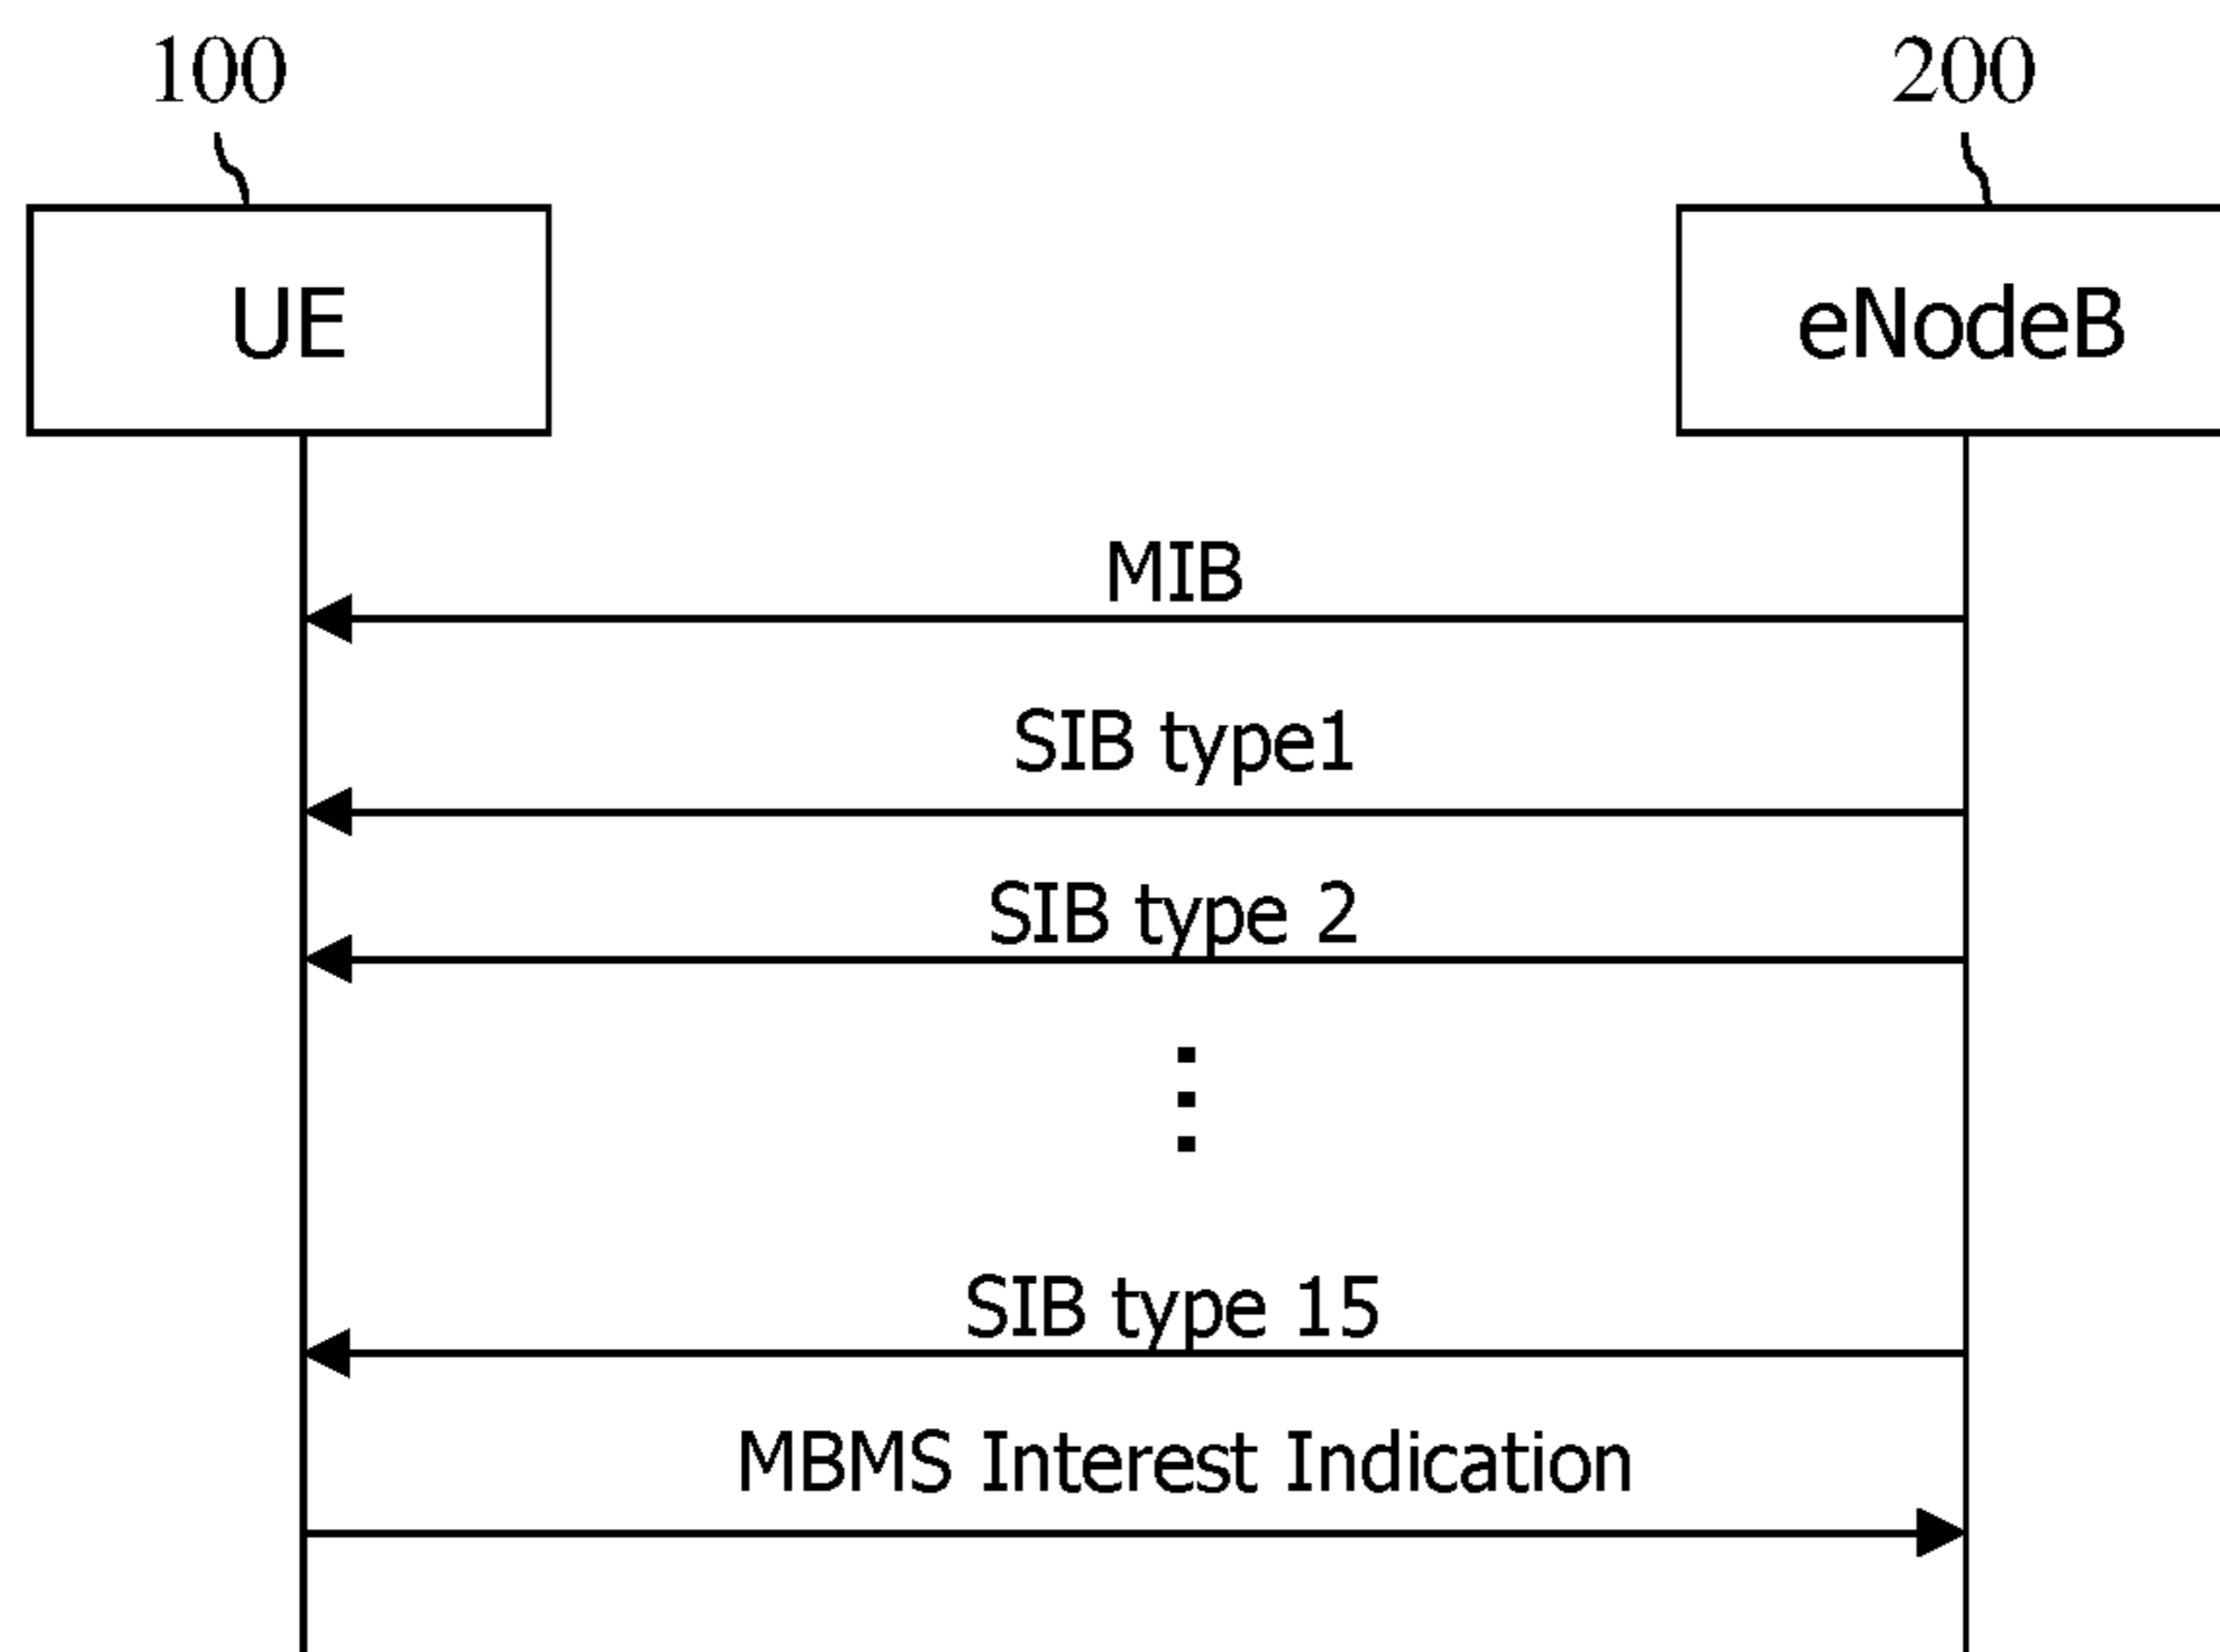 100
200
UE
eNodeB
MIB
SIB type1
SIB type 2
SIB type 15
MBMS Interest Indication